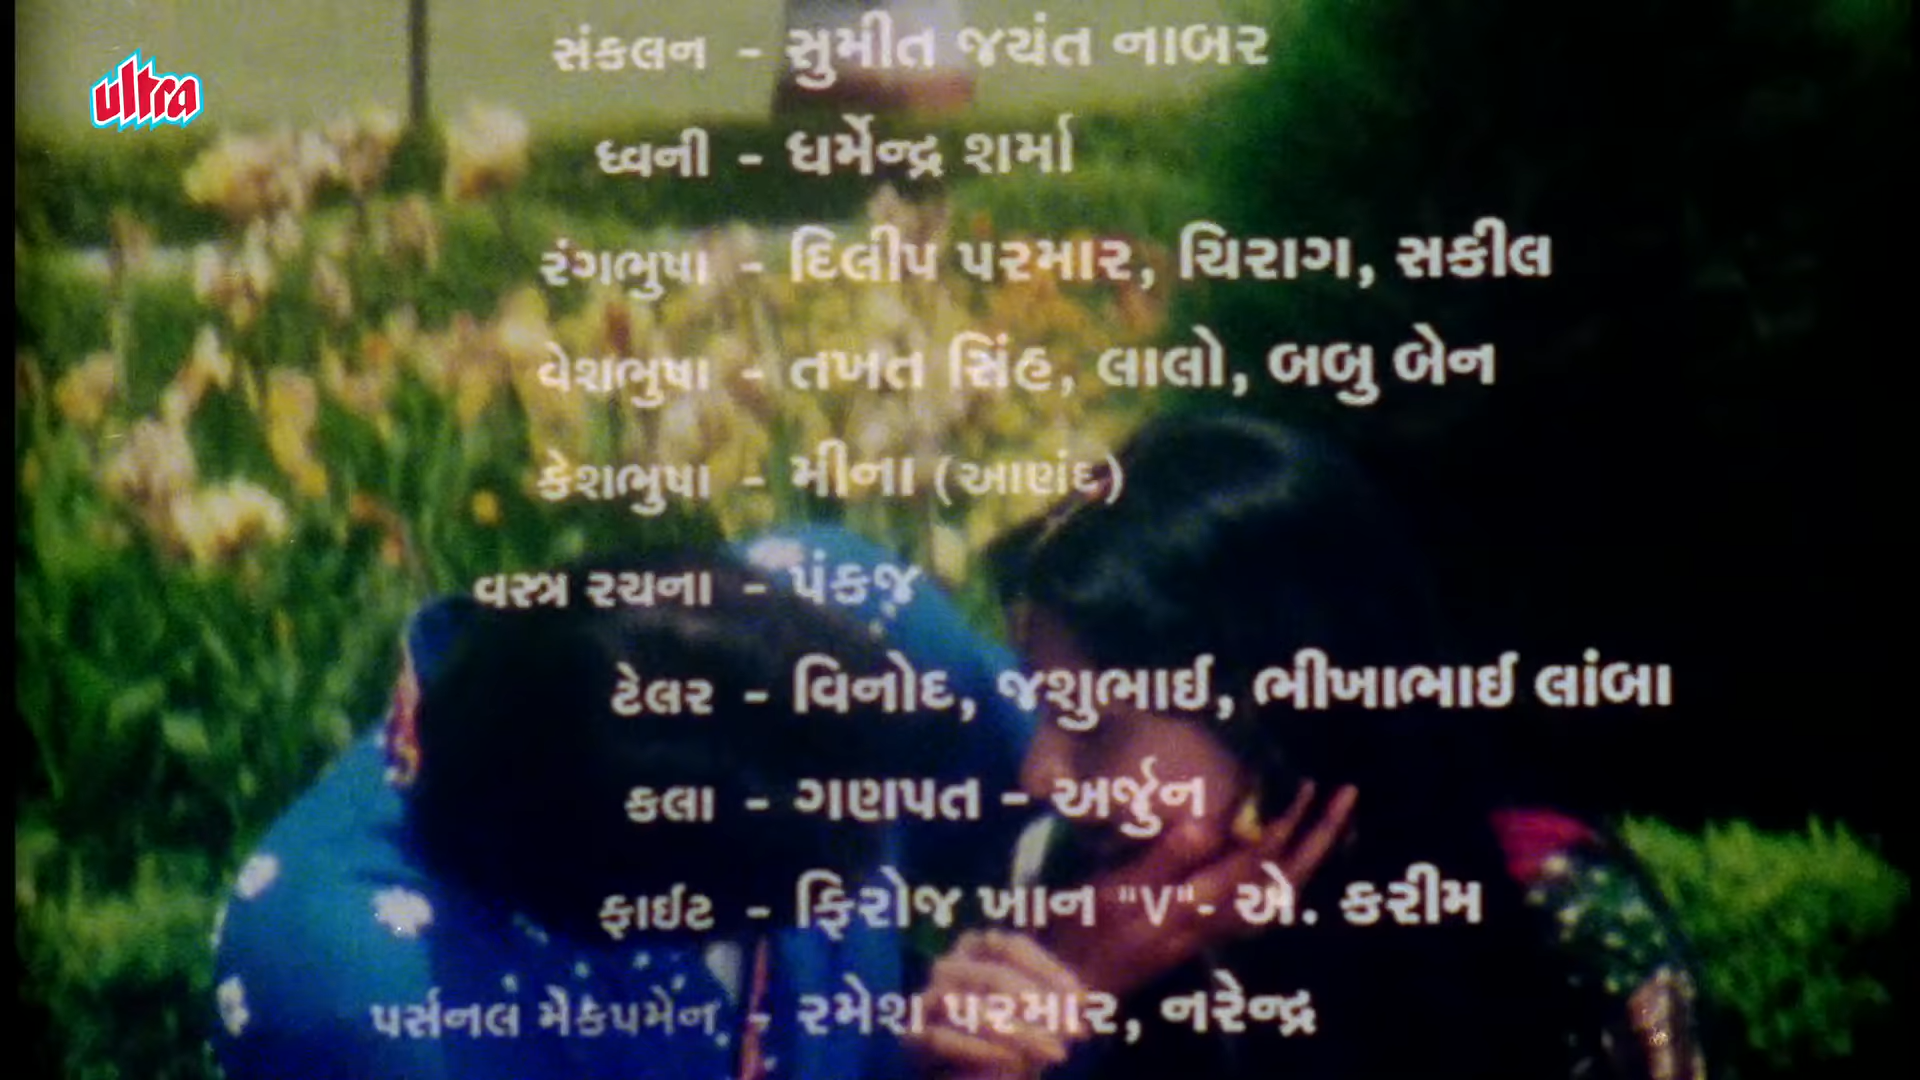 ultra
સંકલન - સુમીત જયંત નાબર
ધ્વની - ધર્મેન્દ્ર શર્મા
રંગભુષા - દિલીપ પરમાર, ચિરાગ, સકીલ
વેશભુષા - તખત સિંહ, લાલો, બબુ બેન
કેશભુષા - મીના (આણંદ)
વસ્ત્ર રચના - પંકજ
ટેલર - વિનોદ, જશુભાઈ, ભીખાભાઈ લાંબા
કલા - ગણપત - અર્જુન
ફાઈટ - ફિરોજ ખાન "V"- એ. કરીમ
પર્સનલ મેકપમેન - રમેશ પરમાર, નરેન્દ્ર